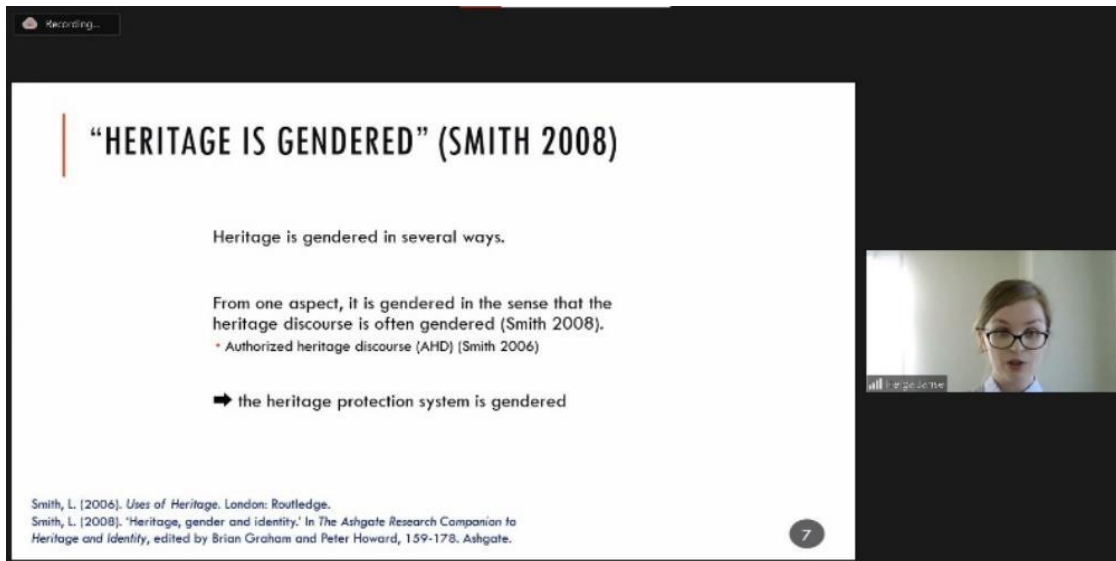 Recording...
“HERITAGE IS GENDERED” (SMITH 2008)
Heritage is gendered in several ways.
From one aspect, it is gendered in the sense that the
heritage discourse is often gendered (Smith 2008).
• Authorized heritage discourse (AHD) (Smith 2006)
➡ the heritage protection system is gendered
Smith, L. (2006). Uses of Heritage. London: Routledge.
Smith, L. (2008). ‘Heritage, gender and identity.’ In The Ashgate Research Companion to
Heritage and Identity, edited by Brian Graham and Peter Howard, 159-178. Ashgate.
7